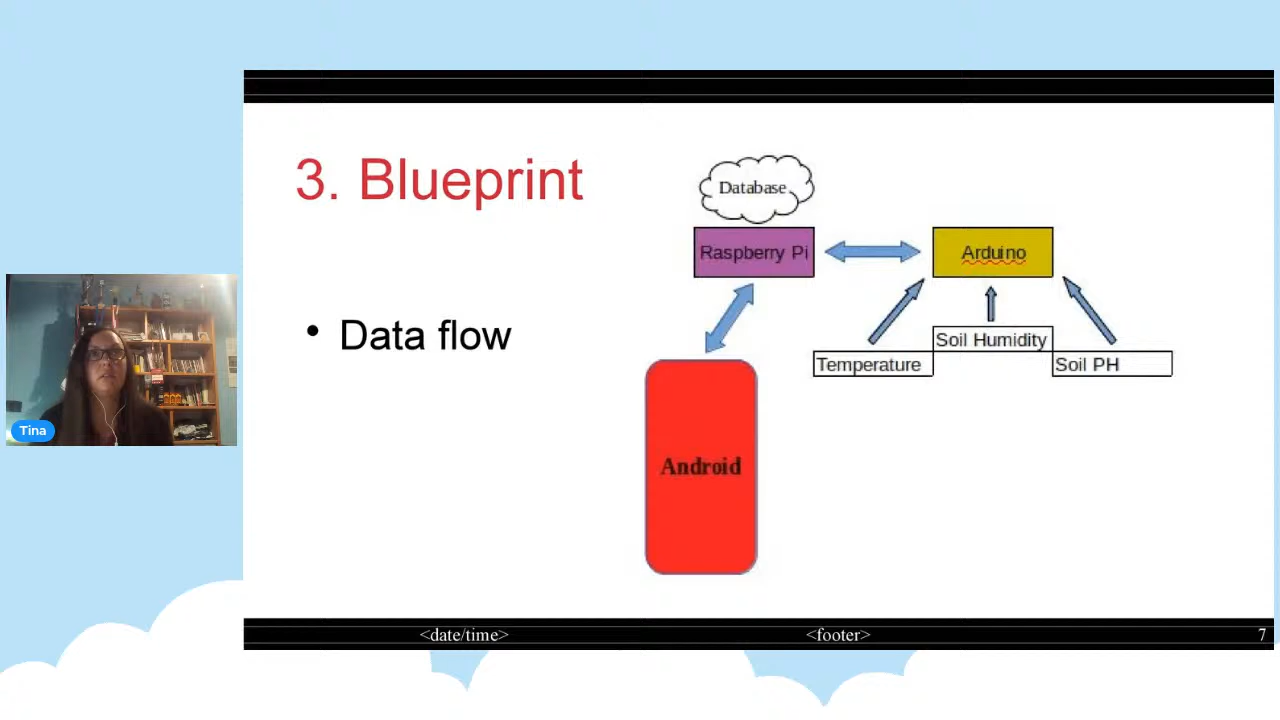 3. Blueprint
• Data flow
Database
Raspberry Pi
Arduino
Soil Humidity
Temperature
Soil PH
Android
Tina
<date/time>
<footer>
7